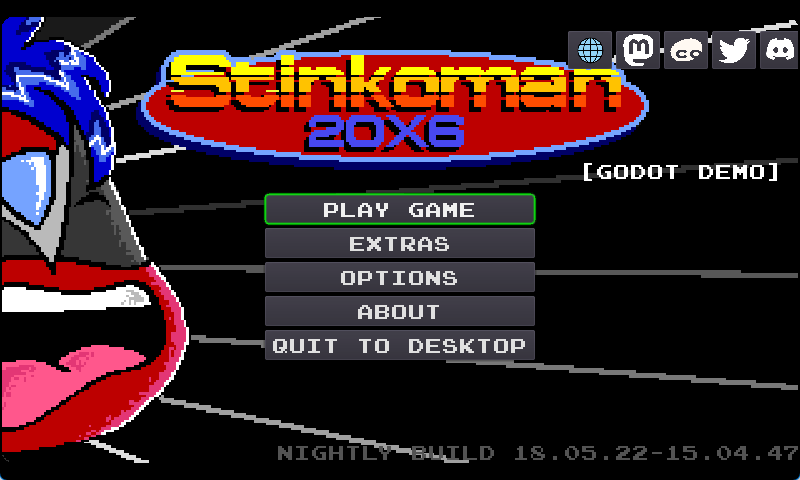 Stinkoman
20X6
[GODOT DEMO]
PLAY GAME
EXTRAS
OPTIONS
ABOUT
QUIT TO DESKTOP
NIGHTLY BUILD 18.05.22-15.04.47